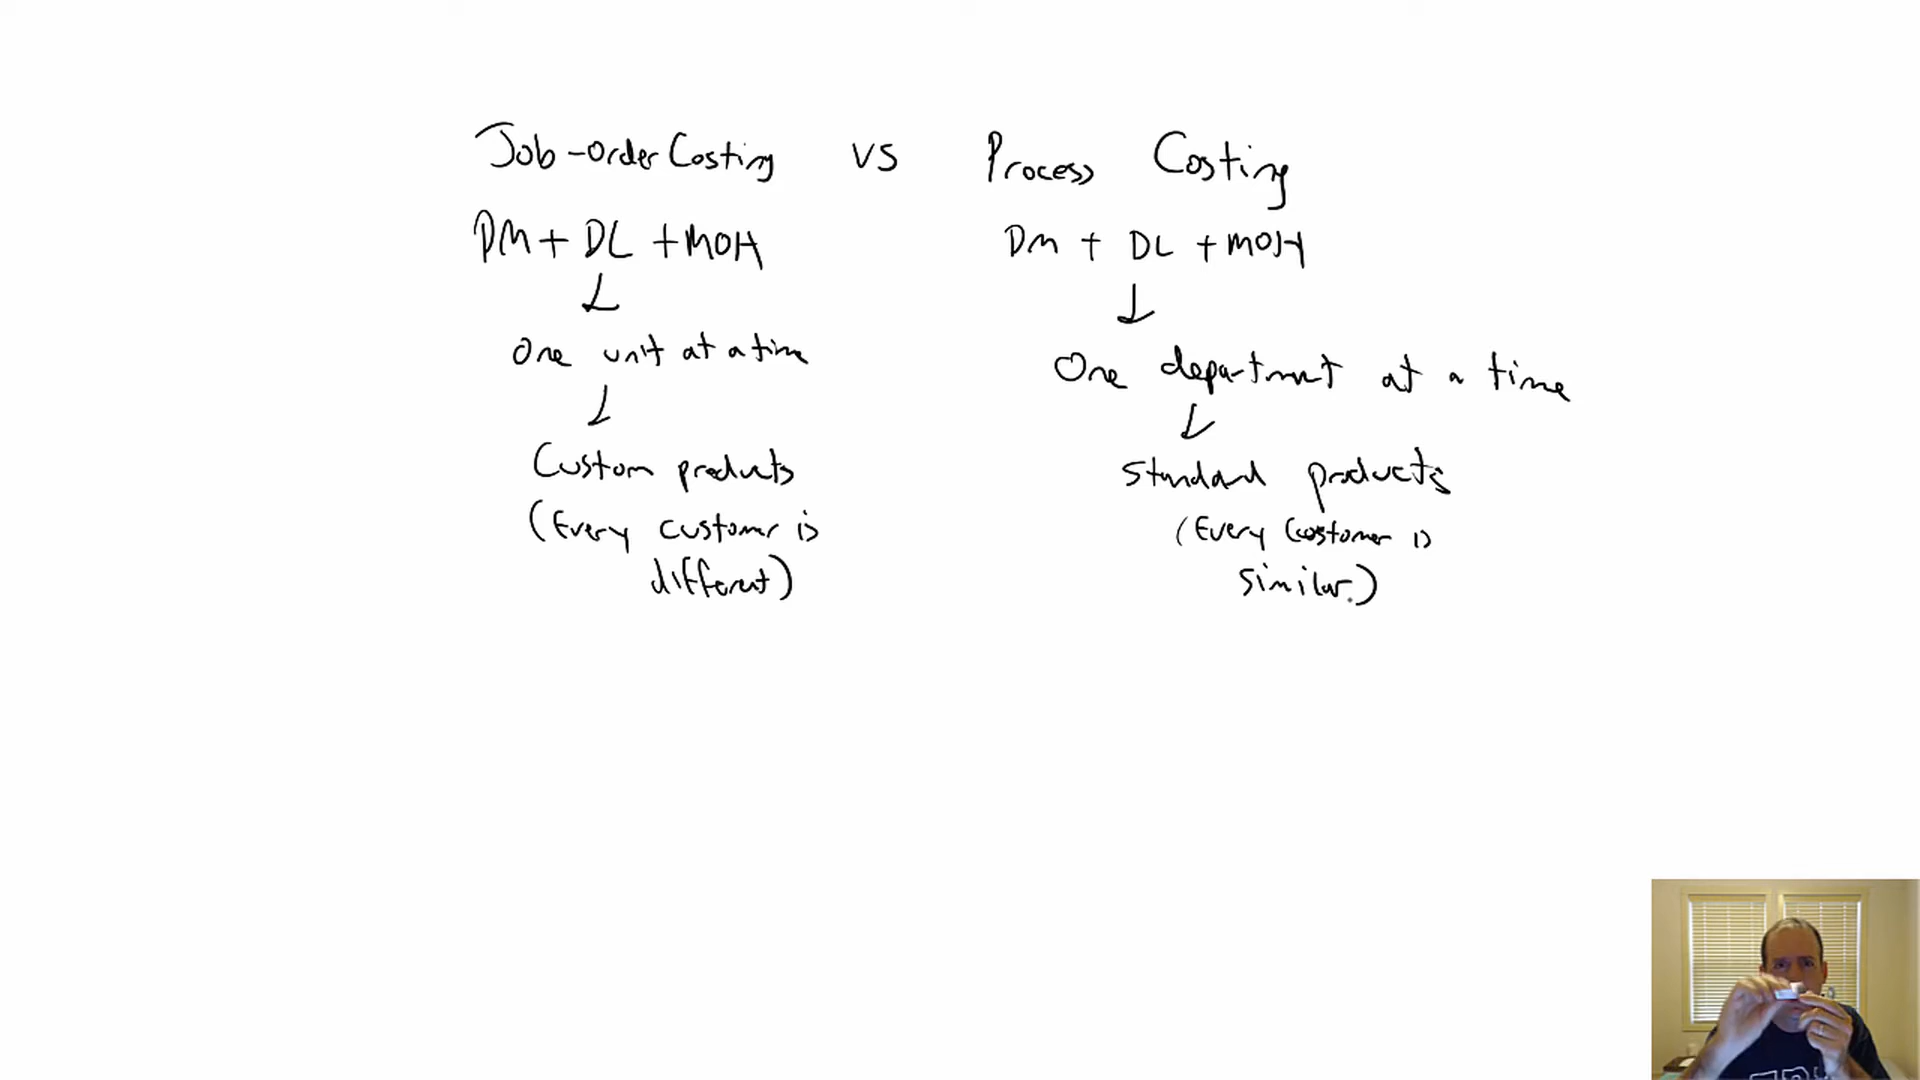 Job-Order Costing vs Process Costing
DM + DL + MOH
DM + DL + MOH
One unit at a time
One department at a time
Custom products
Standard products
(Every customer is
different)
(Every customer is
similar.)